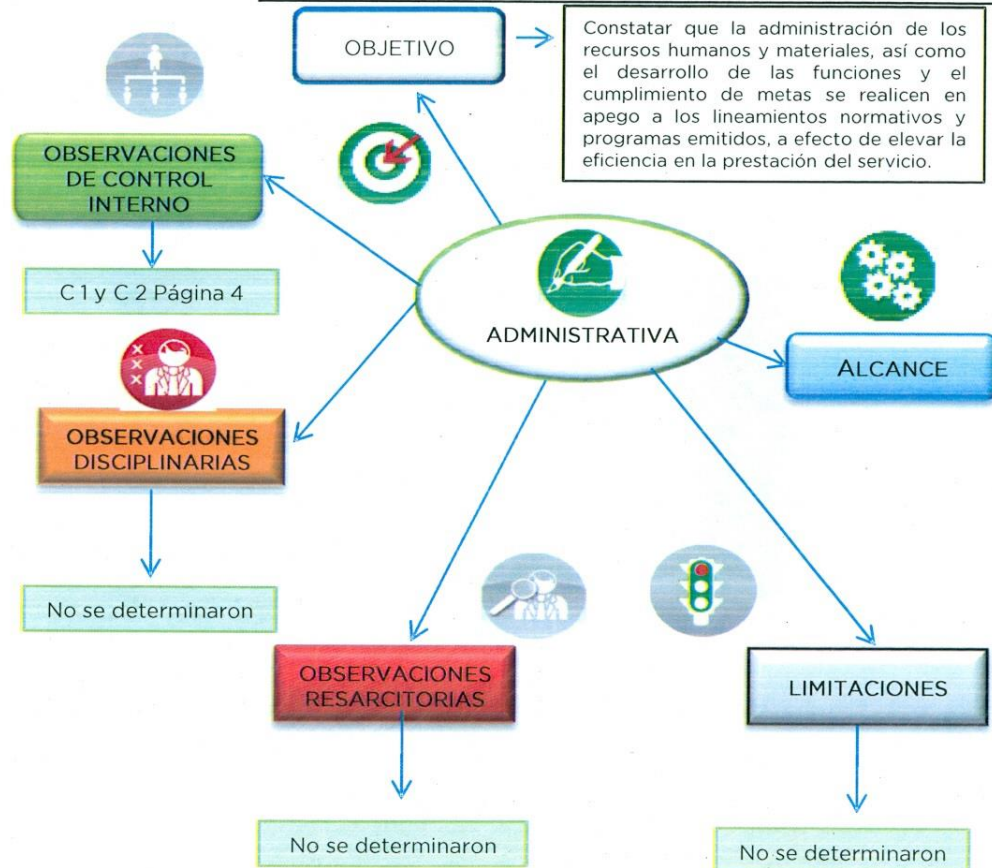 OBJETIVO
Constatar que la administración de los
recursos humanos y materiales, así como
el desarrollo de las funciones y el
cumplimiento de metas se realicen en
apego a los lineamientos normativos y
programas emitidos, a efecto de elevar la
eficiencia en la prestación del servicio.
OBSERVACIONES
DE CONTROL
INTERNO
C 1 y C 2 Página 4
ADMINISTRATIVA
ALCANCE
OBSERVACIONES
DISCIPLINARIAS
No se determinaron
OBSERVACIONES
RESARCITORIAS
LIMITACIONES
No se determinaron
No se determinaron